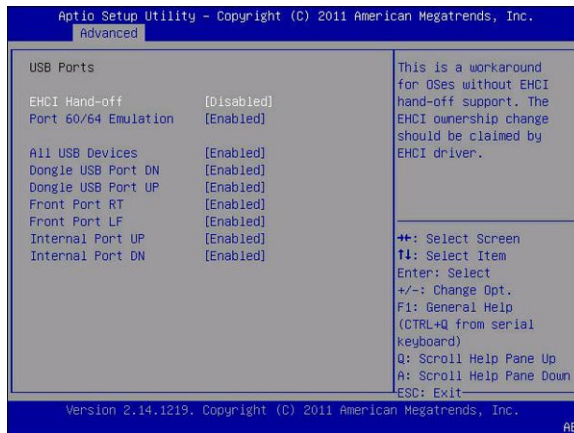 Aptio Setup Utility - Copyright (C) 2011 American Megatrends, Inc.
Advanced
USB Ports
EHCI Hand-off [Disabled]
Port 60/64 Emulation [Enabled]
All USB Devices [Enabled]
Dongle USB Port DN [Enabled]
Dongle USB Port UP [Enabled]
Front Port RT [Enabled]
Front Port LF [Enabled]
Internal Port UP [Enabled]
Internal Port DN [Enabled]
This is a workaround
for OSes without EHCI
hand-off support. The
EHCI ownership change
should be claimed by
EHCI driver.
→←: Select Screen
↑↓: Select Item
Enter: Select
+/-: Change Opt.
F1: General Help
(CTRL+Q from serial
keyboard)
Q: Scroll Help Pane Up
A: Scroll Help Pane Down
ESC: Exit
Version 2.14.1219. Copyright (C) 2011 American Megatrends, Inc.
AB